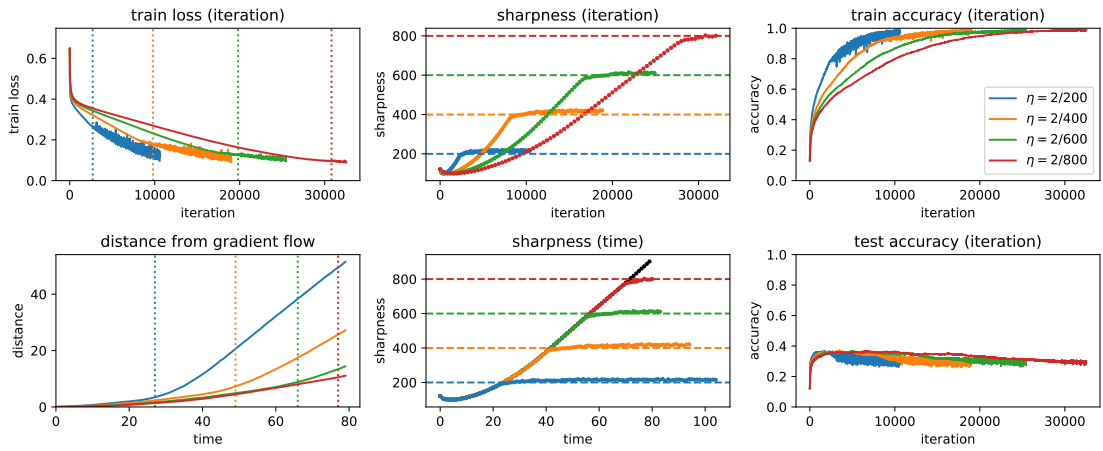 train loss (iteration)
train loss
0.6
0.4
0.2
0.0
0
10000
20000
30000
iteration
sharpness (iteration)
sharpness
800
600
400
200
0
5000
10000
15000
20000
25000
30000
iteration
train accuracy (iteration)
accuracy
1.0
0.8
0.6
0.4
0.2
0.0
η = 2/200
η = 2/400
η = 2/600
η = 2/800
0
10000
20000
30000
iteration
distance from gradient flow
distance
40
20
0
0
20
40
60
80
time
sharpness (time)
sharpness
800
600
400
200
0
20
40
60
80
100
time
test accuracy (iteration)
accuracy
1.0
0.8
0.6
0.4
0.2
0.0
0
10000
20000
30000
iteration